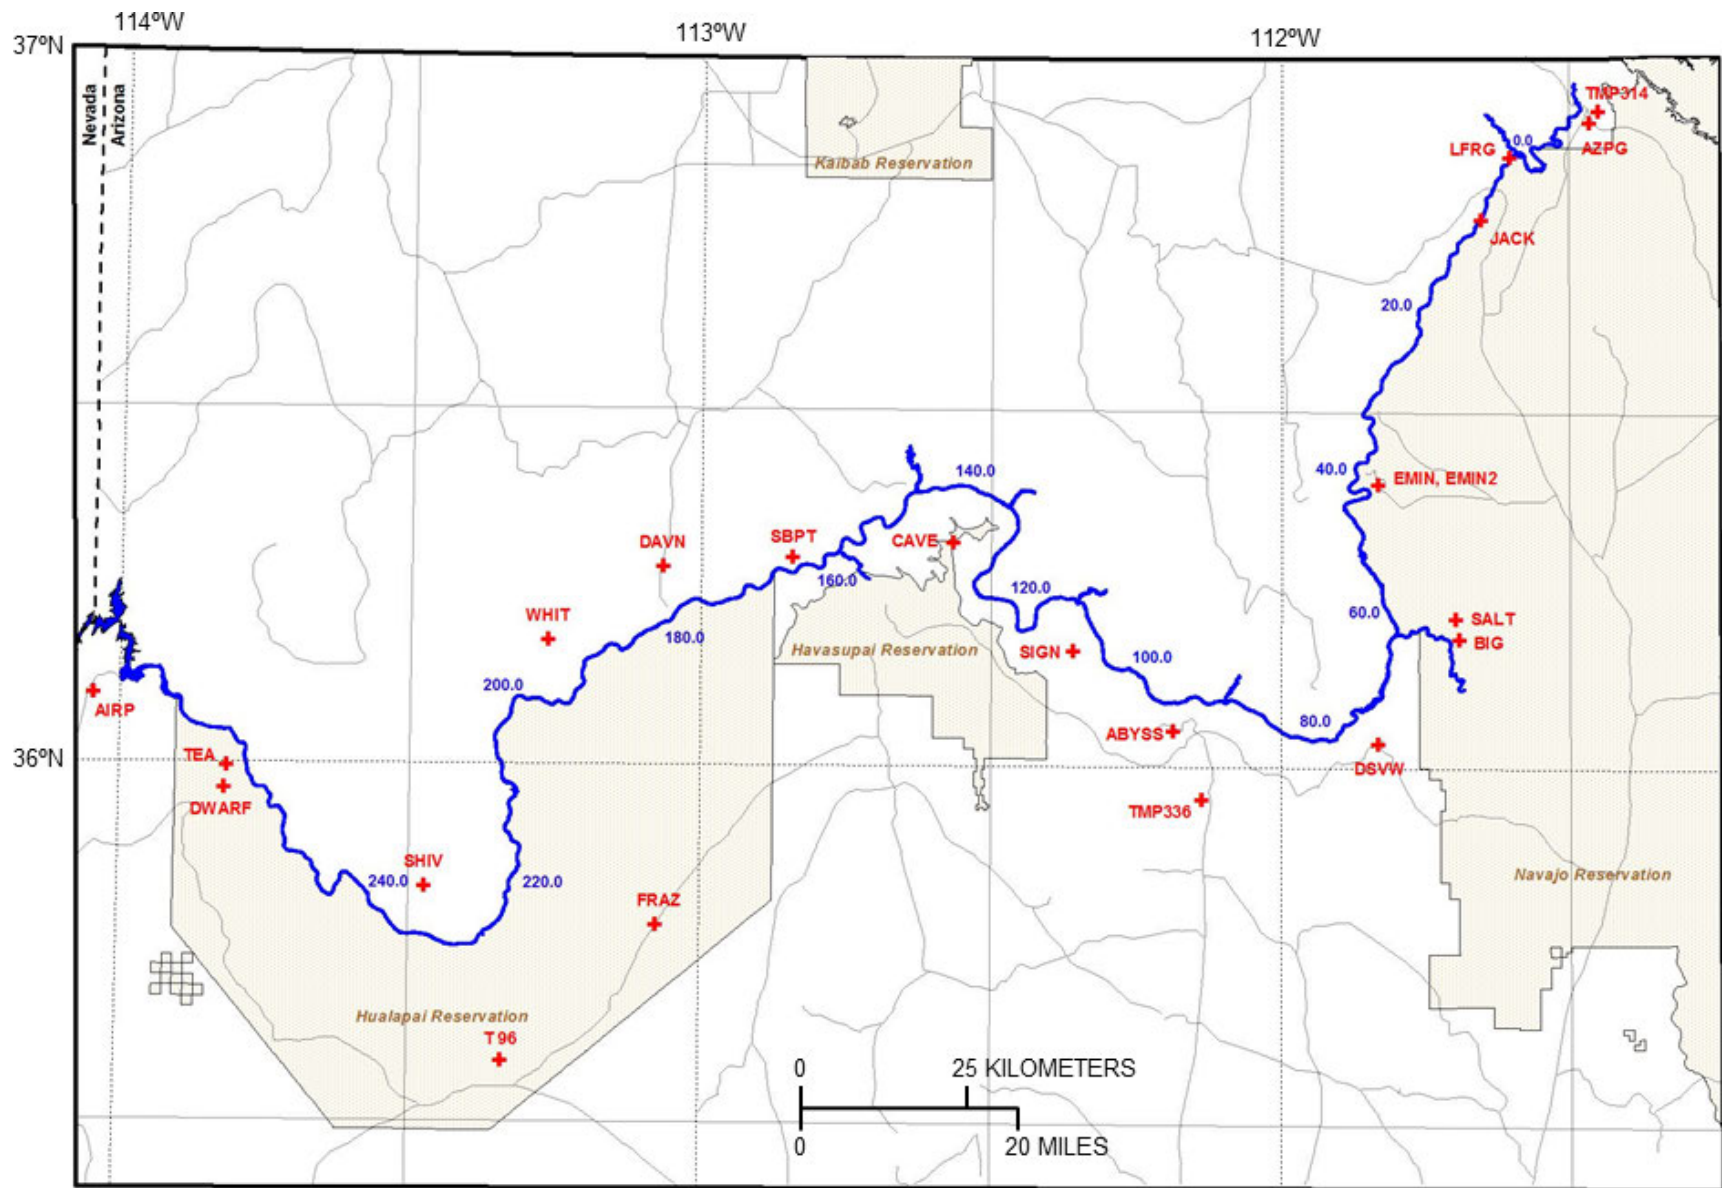 114ºW
113ºW
112ºW
37ºN
Nevada
Arizona
TMP314
0.0
LFRG
AZPG
Kaibab Reservation
JACK
20.0
140.0
40.0
EMIN, EMIN2
DAVN
SBPT
CAVE
160.0
120.0
60.0
WHIT
180.0
SALT
BIG
Havasupai Reservation
SIGN
100.0
200.0
AIRP
80.0
ABYSS
TEA
36ºN
DSVW
DWARF
TMP336
SHIV
240.0
220.0
Navajo Reservation
FRAZ
Hualapai Reservation
T96
0
25 KILOMETERS
0
20 MILES